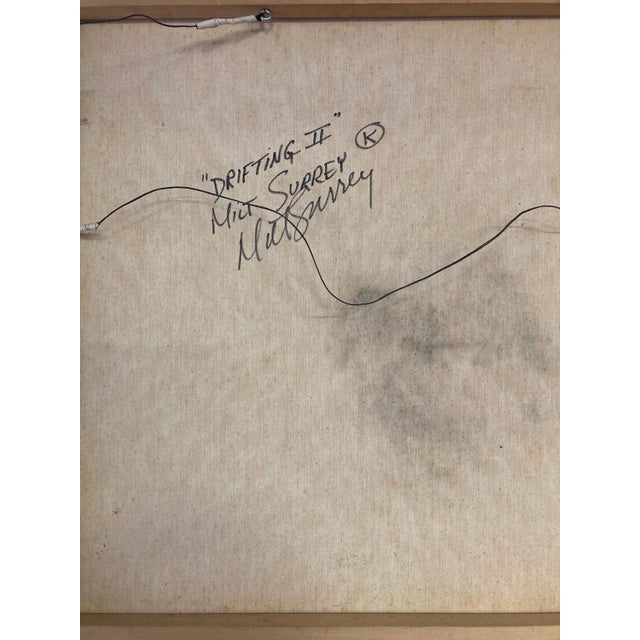 "DRIFTING II"
MILT SURREY K
Milt Surrey